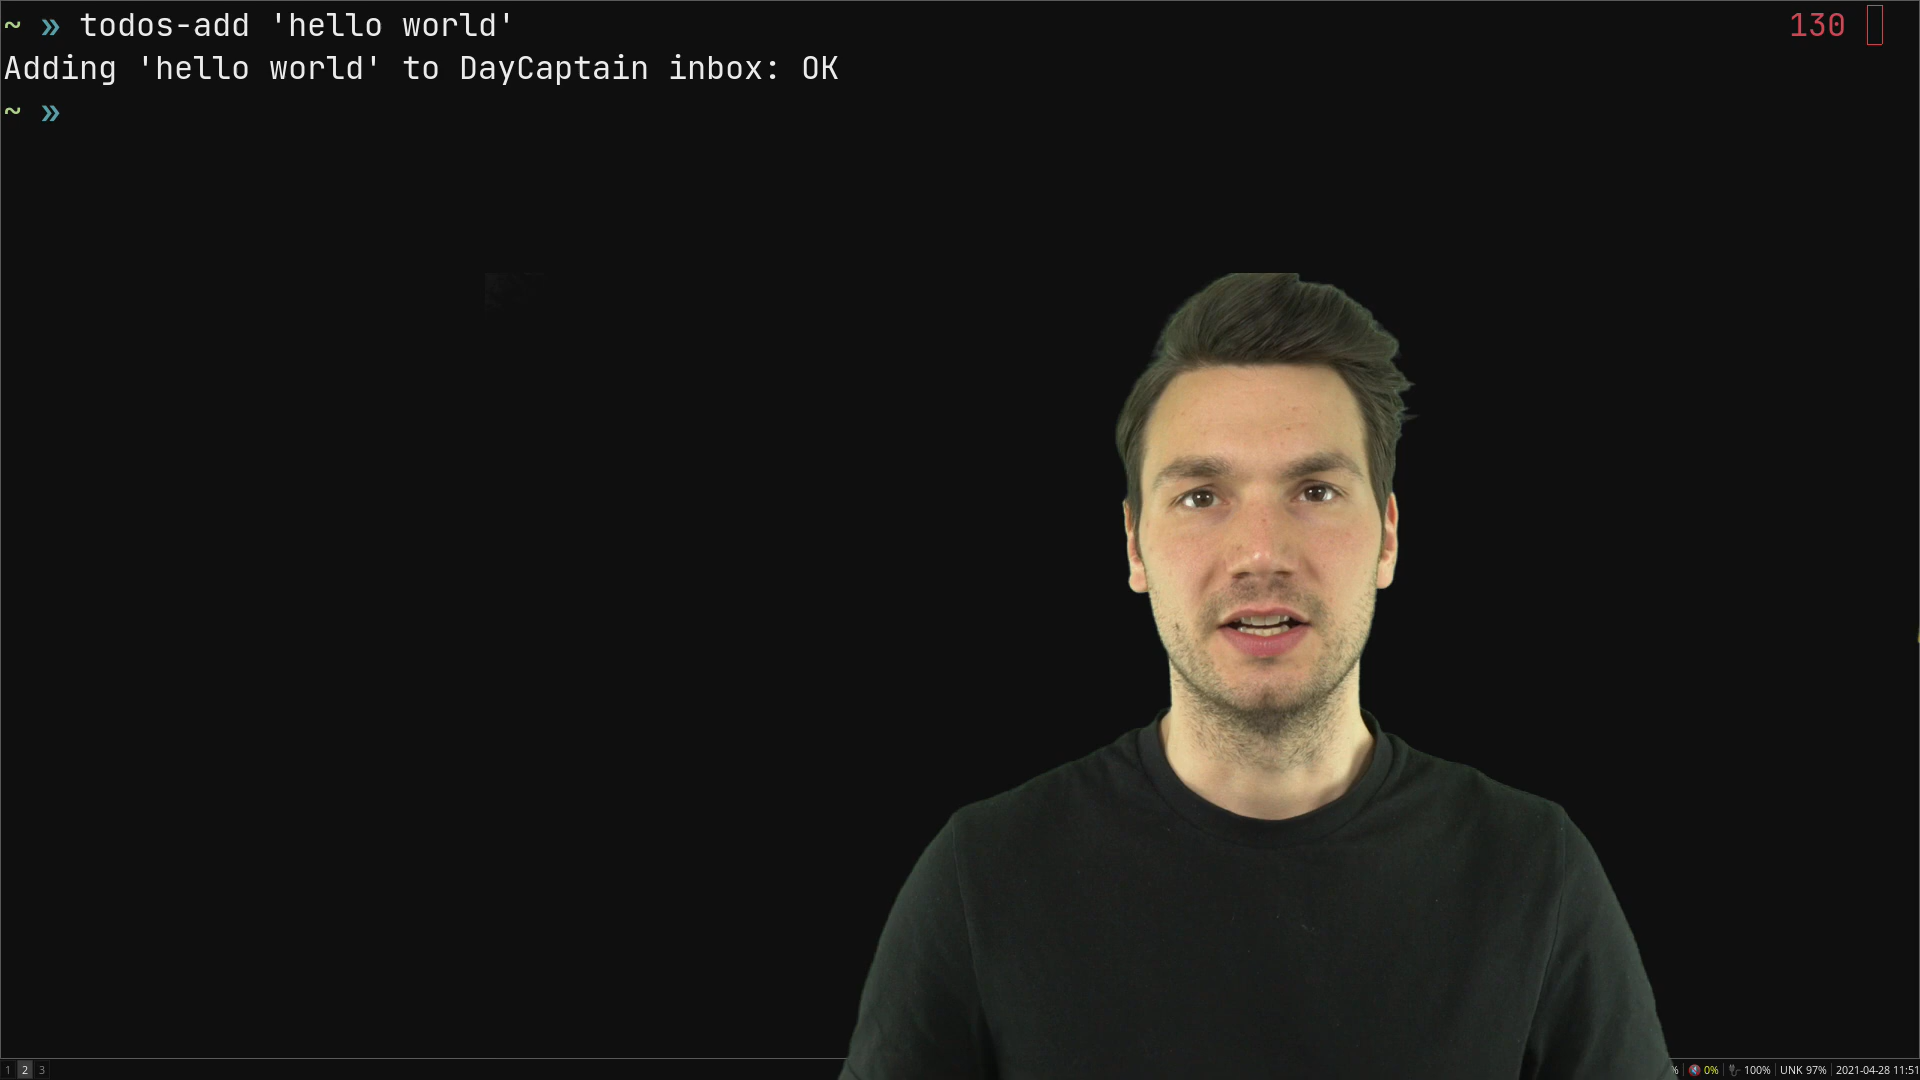 ~ » todos-add 'hello world' 130
Adding 'hello world' to DayCaptain inbox: OK
~ »
1 2 3 % 0% 100% UNK 97% 2021-04-28 11:51